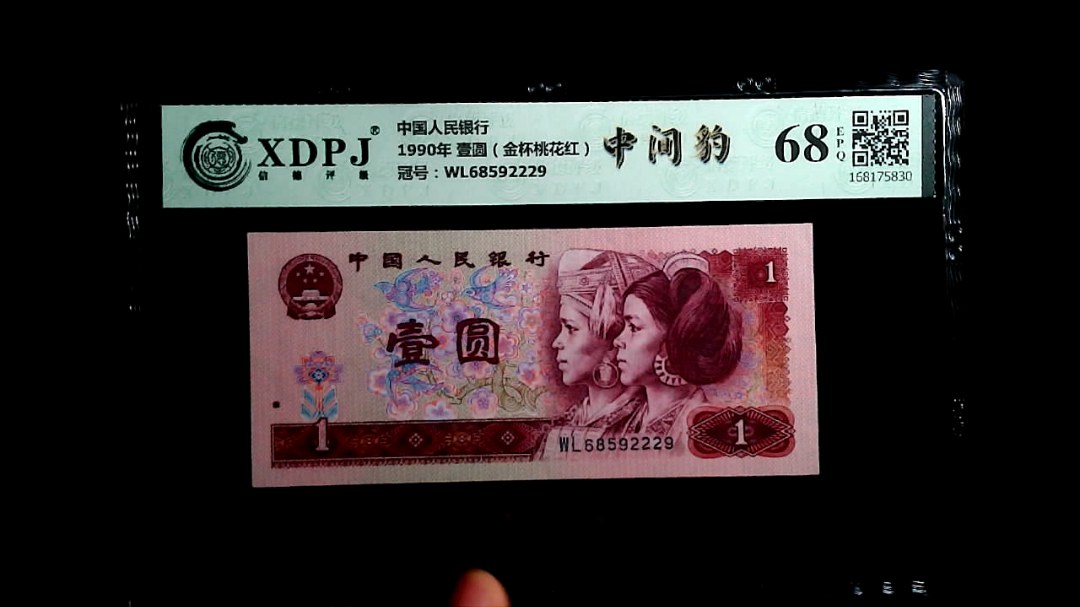 XDPJ®
信德评级
中国人民银行
1990年 壹圆（金杯桃花红）
冠号：WL68592229
中间豹
68
EPQ
168175830
中国人民银行
1
壹圆
1
WL68592229
1